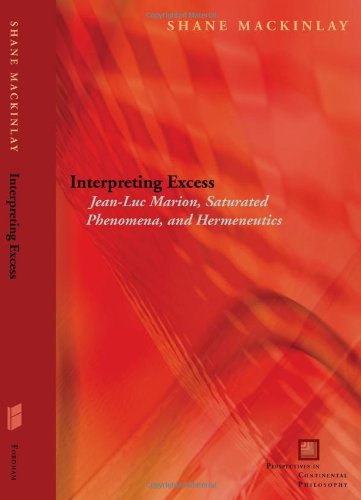 SHANE MACKINLAY
Interpreting Excess
FORDHAM
SHANE MACKINLAY
Interpreting Excess
Jean-Luc Marion, Saturated
Phenomena, and Hermeneutics
PERSPECTIVES IN
CONTINENTAL
PHILOSOPHY